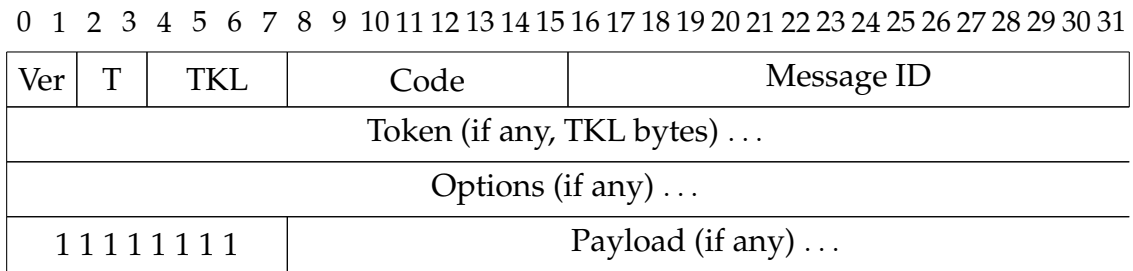 0 1 2 3 4 5 6 7 8 9 10 11 12 13 14 15 16 17 18 19 20 21 22 23 24 25 26 27 28 29 30 31
Ver T TKL Code Message ID
Token (if any, TKL bytes) . . .
Options (if any) . . .
1 1 1 1 1 1 1 1 Payload (if any) . . .